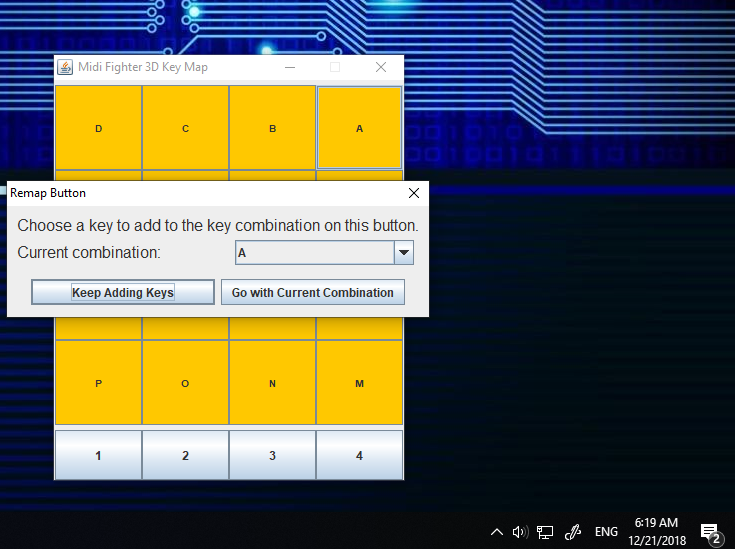 Midi Fighter 3D Key Map
D C B A
Remap Button
Choose a key to add to the key combination on this button.
Current combination: A
Keep Adding Keys Go with Current Combination
P O N M
1 2 3 4
ENG 6:19 AM
12/21/2018 2